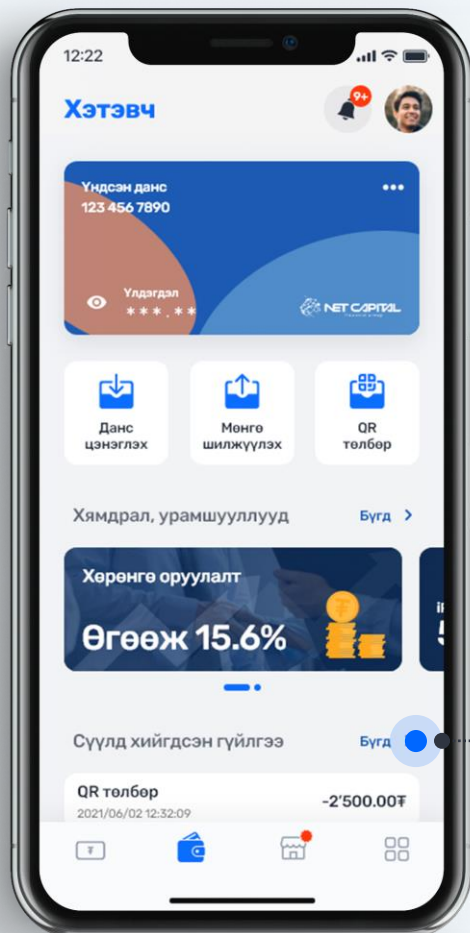 12:22
Хэтэвч
9+
Үндсэн данс
123 456 7890
Үлдэгдэл
***.**
NET CAPITAL
Данс цэнэглэх
Мөнгө шилжүүлэх
QR төлбөр
Хямдрал, урамшууллууд
Бүгд >
Хөрөнгө оруулалт
Өгөөж 15.6%
Сүүлд хийгдсэн гүйлгээ
Бүгд
QR төлбөр
2021/06/02 12:32:09
-2'500.00₮